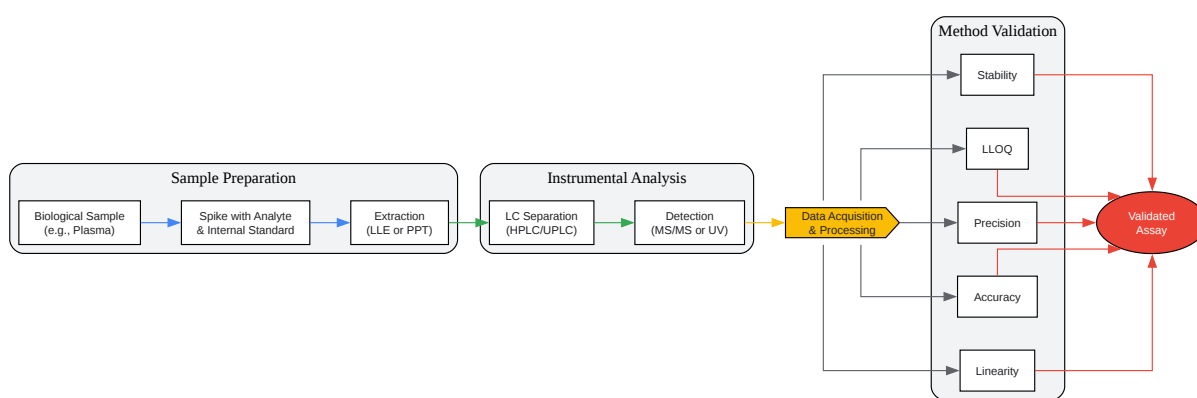 Sample Preparation
Biological Sample
(e.g., Plasma)
Spike with Analyte
& Internal Standard
Extraction
(LLE or PPT)
Instrumental Analysis
LC Separation
(HPLC/UPLC)
Detection
(MS/MS or UV)
Data Acquisition
& Processing
Method Validation
Stability
LLOQ
Precision
Accuracy
Linearity
Validated
Assay